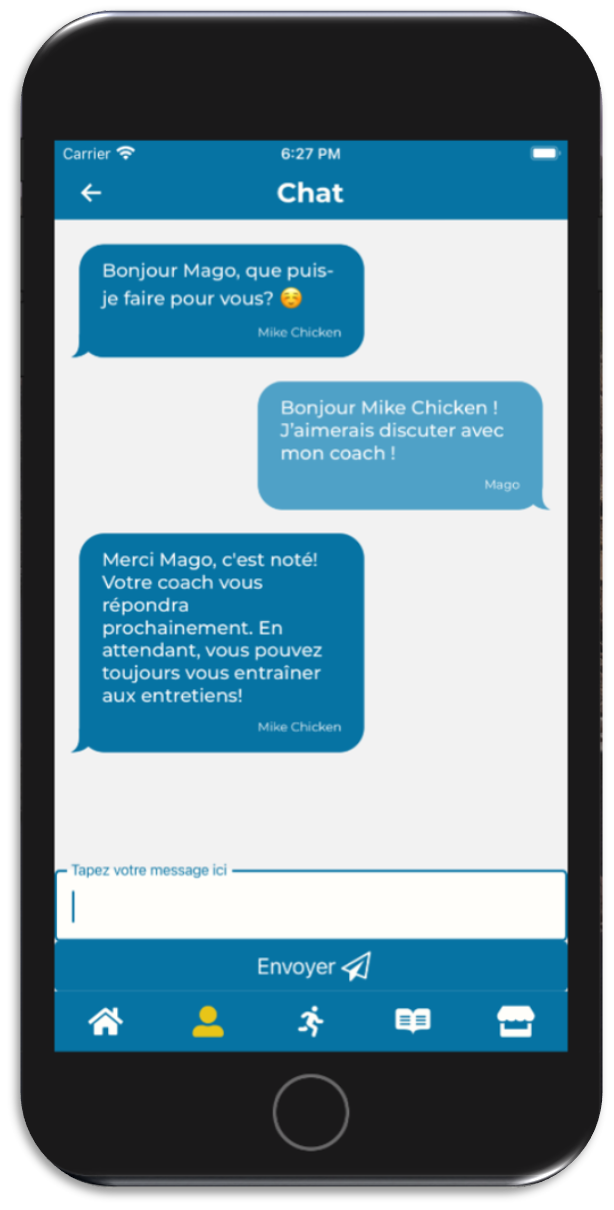 Carrier 6:27 PM
Chat
Bonjour Mago, que puis-
je faire pour vous? ☺️
Mike Chicken
Bonjour Mike Chicken !
J'aimerais discuter avec
mon coach !
Mago
Merci Mago, c'est noté!
Votre coach vous
répondra
prochainement. En
attendant, vous pouvez
toujours vous entraîner
aux entretiens!
Mike Chicken
Tapez votre message ici
Envoyer